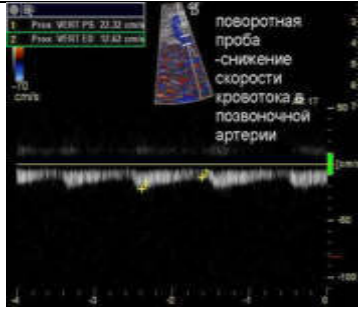 1 Prox. VERT PS 22.32 cm/s
2 Prox. VERT ED 12.62 cm/s
поворотная
проба
-снижение
скорости
кровотока в
позвоночной
артерии
-70
cm/s
-50
-100
-4 -3 -2 -1 0